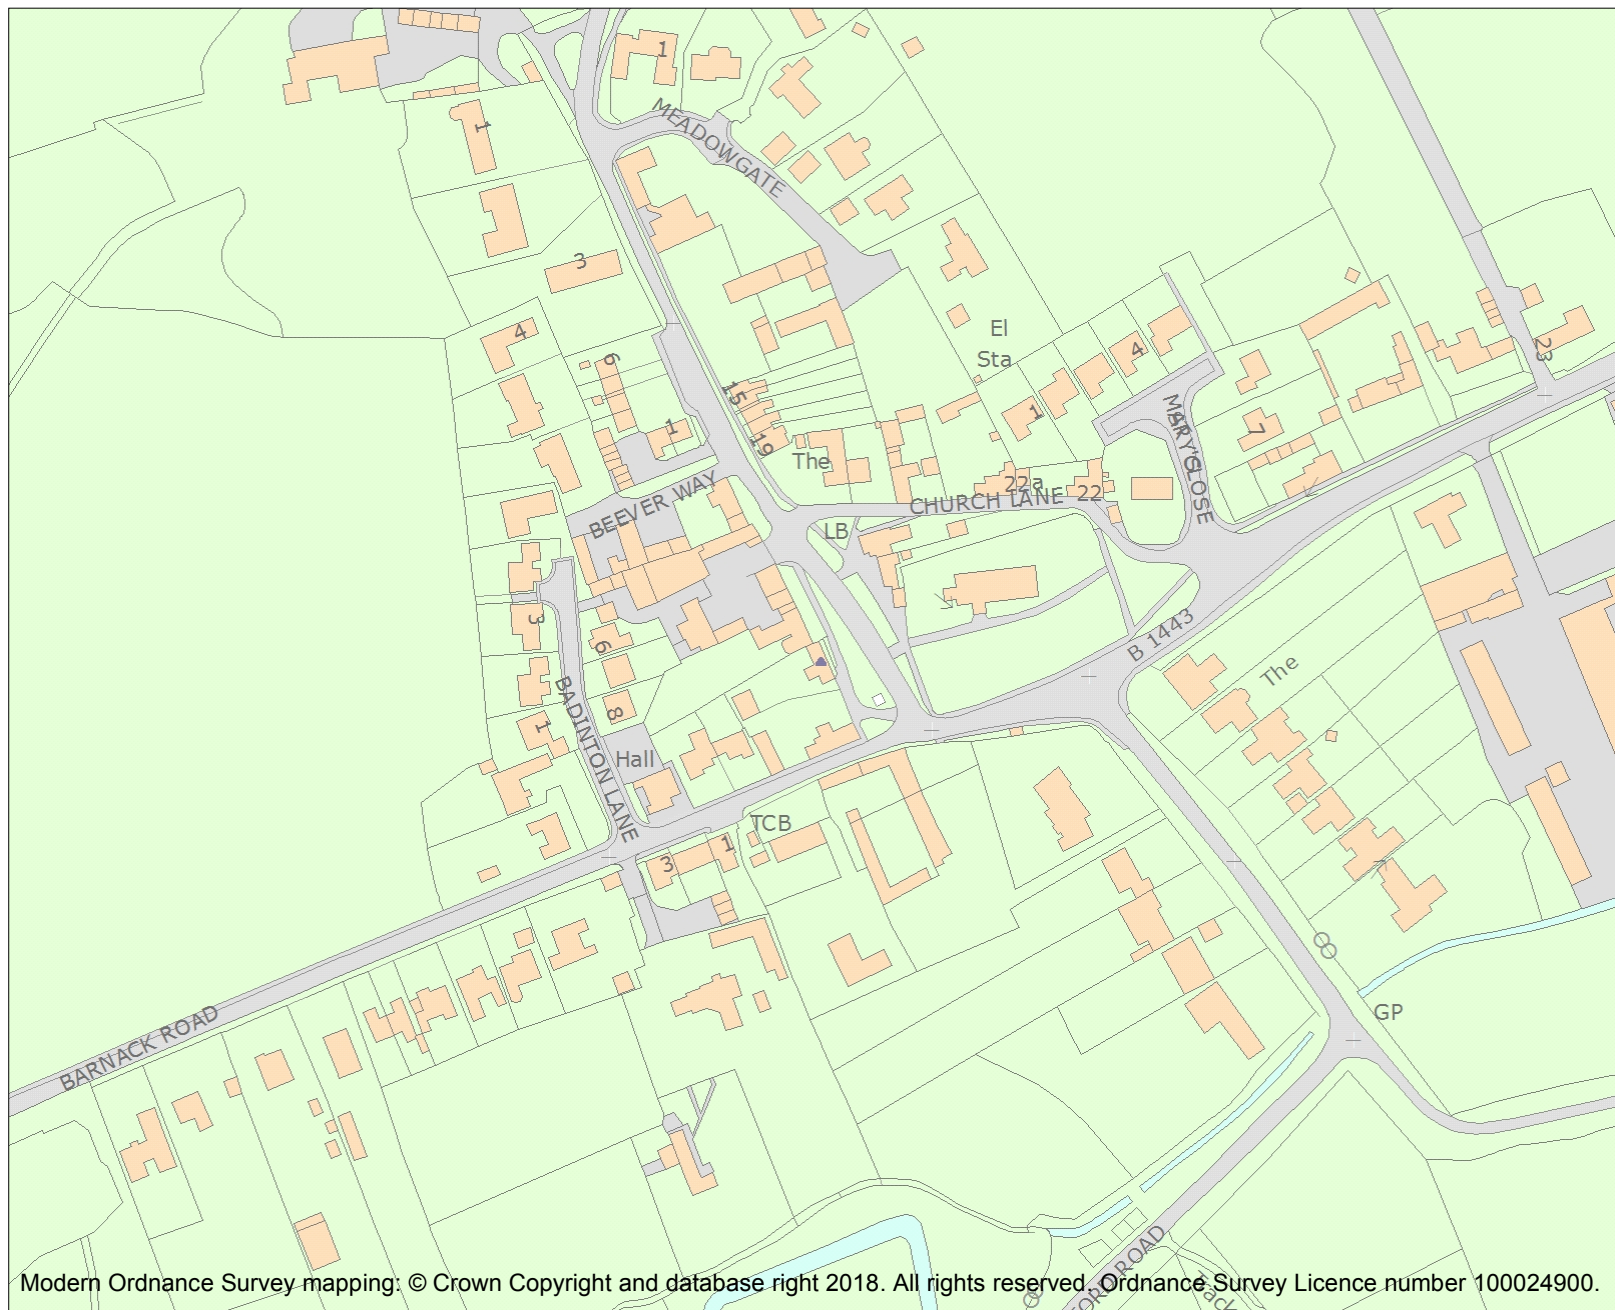 1
MEADOWGATE
1
3
4
El
Sta
4
6
15
1
1
19
The
MARY'S
CLOSE
7
23
22a
22
CHURCH LANE
BEEVER WAY
LB
3
6
B 1443
The
BADINTON LANE
8
1
Hall
TCB
1
3
GP
BARNACK ROAD
ROAD
Modern Ordnance Survey mapping: © Crown Copyright and database right 2018. All rights reserved. Ordnance Survey Licence number 100024900.